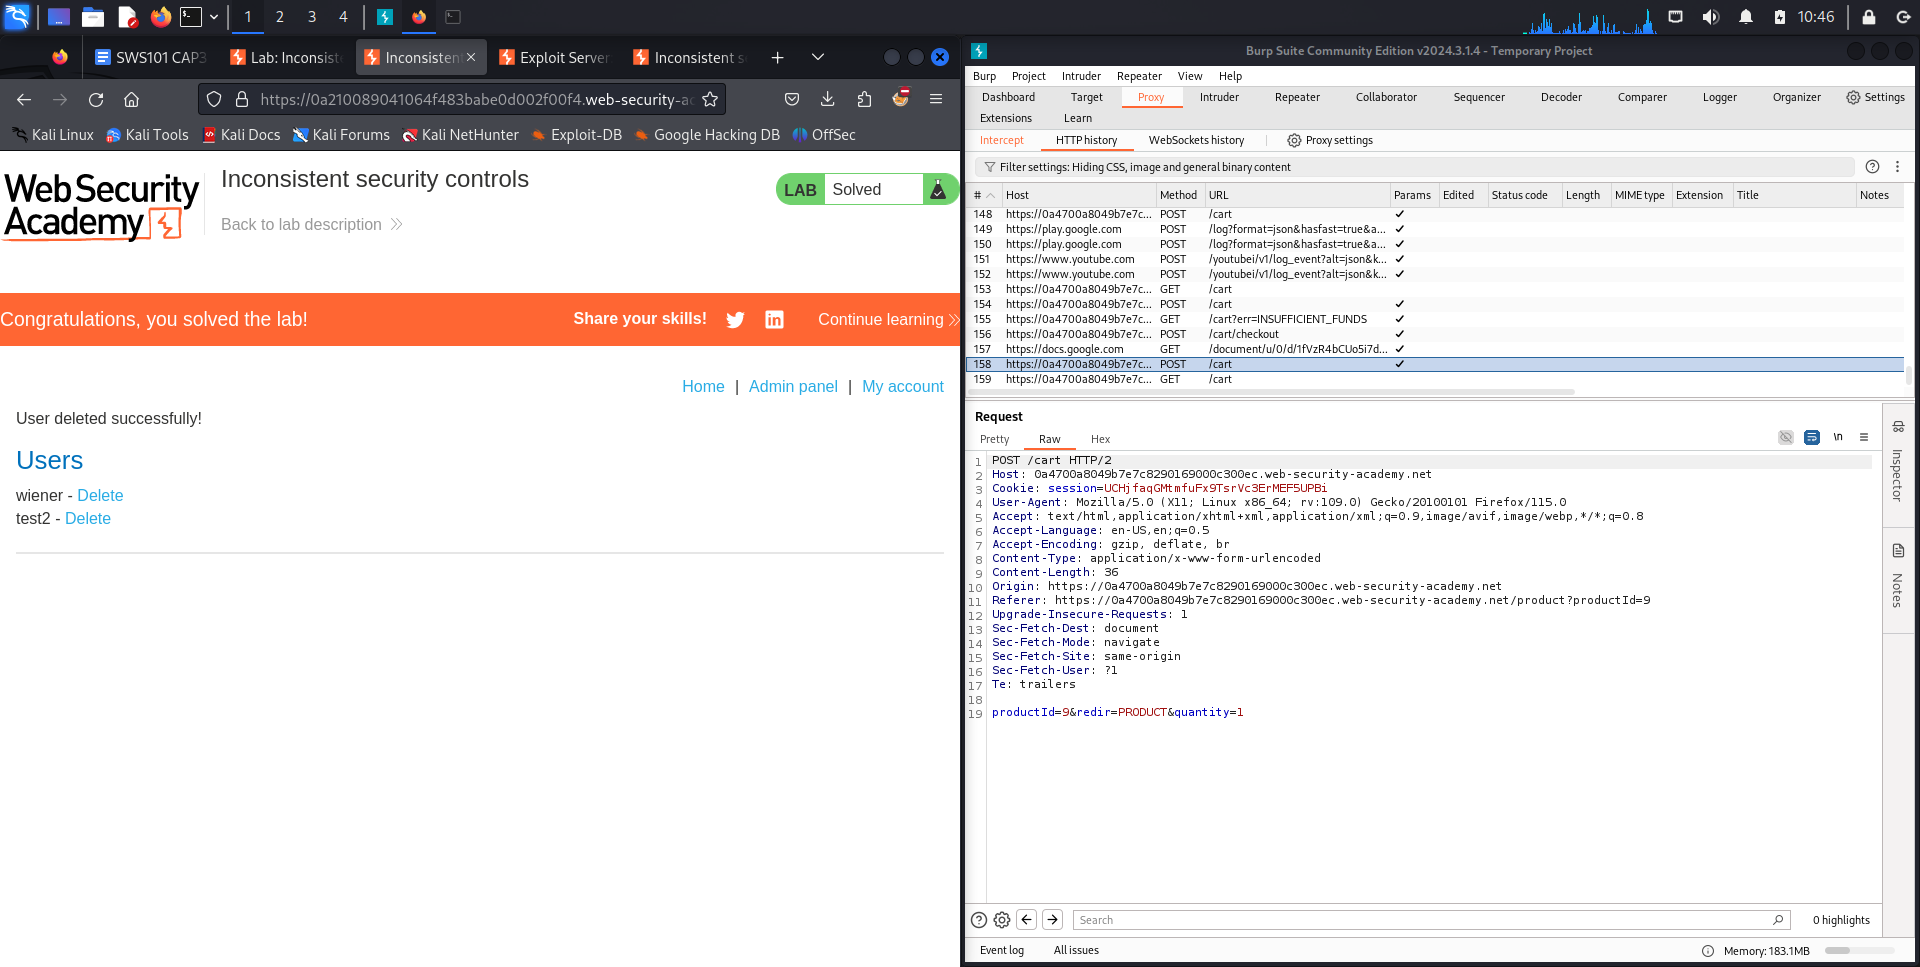 1 2 3 4
10:46
SWS101 CAP3
Lab: Inconsiste
Inconsistent
Exploit Server:
Inconsistent se
https://0a210089041064f483babe0d002f00f4.web-security-ac
Kali Linux Kali Tools Kali Docs Kali Forums Kali NetHunter Exploit-DB Google Hacking DB OffSec
Web Security
Academy
Inconsistent security controls
Back to lab description
LAB Solved
Congratulations, you solved the lab!
Share your skills!
Continue learning
Home | Admin panel | My account
User deleted successfully!
Users
wiener - Delete
test2 - Delete
Burp Suite Community Edition v2024.3.1.4 - Temporary Project
Burp Project Intruder Repeater View Help
Dashboard Target Proxy Intruder Repeater Collaborator Sequencer Decoder Comparer Logger Organizer Settings
Extensions Learn
Intercept HTTP history WebSockets history Proxy settings
Filter settings: Hiding CSS, image and general binary content
# Host Method URL Params Edited Status code Length MIME type Extension Title Notes
148 https://0a4700a8049b7e7c... POST /cart ✓
149 https://play.google.com POST /log?format=json&hasfast=true&a... ✓
150 https://play.google.com POST /log?format=json&hasfast=true&a... ✓
151 https://www.youtube.com POST /youtubei/v1/log_event?alt=json&k... ✓
152 https://www.youtube.com POST /youtubei/v1/log_event?alt=json&k... ✓
153 https://0a4700a8049b7e7c... GET /cart
154 https://0a4700a8049b7e7c... POST /cart ✓
155 https://0a4700a8049b7e7c... GET /cart?err=INSUFFICIENT_FUNDS ✓
156 https://0a4700a8049b7e7c... POST /cart/checkout ✓
157 https://docs.google.com GET /document/u/0/d/1fVzR4bCUo5i7d... ✓
158 https://0a4700a8049b7e7c... POST /cart ✓
159 https://0a4700a8049b7e7c... GET /cart
Request
Pretty Raw Hex
\n
1 POST /cart HTTP/2
2 Host: 0a4700a8049b7e7c8290169000c300ec.web-security-academy.net
3 Cookie: session=UCHjfaqGMtmfuFx9TsrVc3ErMEF5UPBi
4 User-Agent: Mozilla/5.0 (X11; Linux x86_64; rv:109.0) Gecko/20100101 Firefox/115.0
5 Accept: text/html,application/xhtml+xml,application/xml;q=0.9,image/avif,image/webp,*/*;q=0.8
6 Accept-Language: en-US,en;q=0.5
7 Accept-Encoding: gzip, deflate, br
8 Content-Type: application/x-www-form-urlencoded
9 Content-Length: 36
10 Origin: https://0a4700a8049b7e7c8290169000c300ec.web-security-academy.net
11 Referer: https://0a4700a8049b7e7c8290169000c300ec.web-security-academy.net/product?productId=9
12 Upgrade-Insecure-Requests: 1
13 Sec-Fetch-Dest: document
14 Sec-Fetch-Mode: navigate
15 Sec-Fetch-Site: same-origin
16 Sec-Fetch-User: ?1
17 Te: trailers
18
19 productId=9&redir=PRODUCT&quantity=1
Inspector
Notes
Search
0 highlights
Event log All issues
Memory: 183.1MB